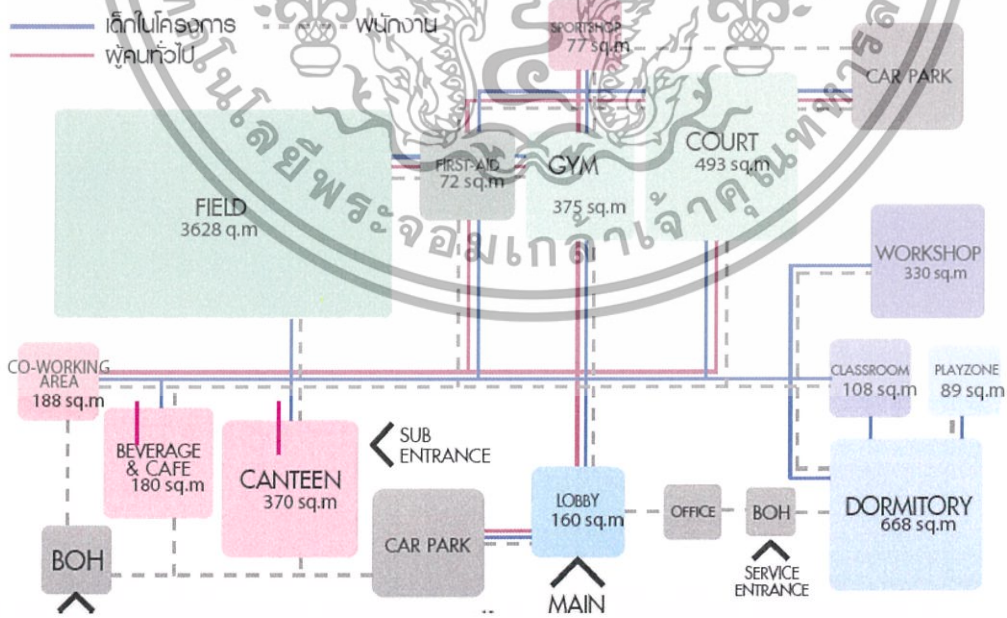 เด็กในโครงการ
พนักงาน
ผู้คนทั่วไป
SPORTSHOP
77 sq.m
CAR PARK
COURT
493 sq.m
FIRST-AID
72 sq.m
GYM
375 sq.m
FIELD
3628 q.m
WORKSHOP
330 sq.m
CO-WORKING
AREA
188 sq.m
CLASSROOM
108 sq.m
PLAYZONE
89 sq.m
BEVERAGE
& CAFE
180 sq.m
CANTEEN
370 sq.m
SUB
ENTRANCE
CAR PARK
LOBBY
160 sq.m
OFFICE
BOH
DORMITORY
668 sq.m
BOH
SERVICE
ENTRANCE
MAIN